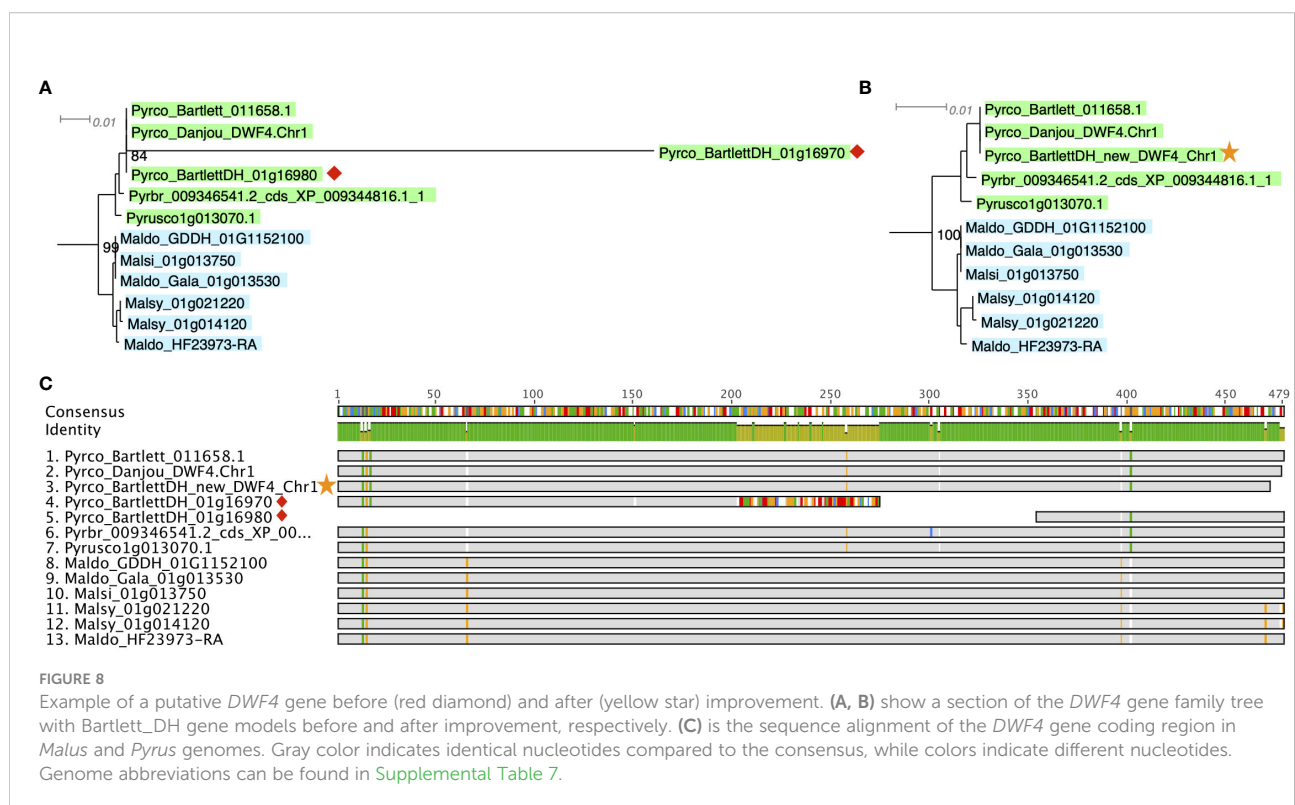 A
B
0.01
Pyrco_Bartlett_011658.1
Pyrco_Danjou_DWF4.Chr1
Pyrco_BartlettDH_01g16970
84
Pyrco_BartlettDH_01g16980
Pyrbr_009346541.2_cds_XP_009344816.1_1
Pyrusco1g013070.1
Maldo_GDDH_01G1152100
99
Malsi_01g013750
Maldo_Gala_01g013530
Malsy_01g021220
Malsy_01g014120
Maldo_HF23973-RA
0.01
Pyrco_Bartlett_011658.1
Pyrco_Danjou_DWF4.Chr1
Pyrco_BartlettDH_new_DWF4_Chr1
Pyrbr_009346541.2_cds_XP_009344816.1_1
Pyrusco1g013070.1
Maldo_GDDH_01G1152100
100
Maldo_Gala_01g013530
Malsi_01g013750
Malsy_01g014120
Malsy_01g021220
Maldo_HF23973-RA
C
1 50 100 150 200 250 300 350 400 450 479
Consensus
Identity
1. Pyrco_Bartlett_011658.1
2. Pyrco_Danjou_DWF4.Chr1
3. Pyrco_BartlettDH_new_DWF4_Chr1
4. Pyrco_BartlettDH_01g16970
5. Pyrco_BartlettDH_01g16980
6. Pyrbr_009346541.2_cds_XP_00...
7. Pyrusco1g013070.1
8. Maldo_GDDH_01G1152100
9. Maldo_Gala_01g013530
10. Malsi_01g013750
11. Malsy_01g021220
12. Malsy_01g014120
13. Maldo_HF23973-RA
FIGURE 8
Example of a putative DWF4 gene before (red diamond) and after (yellow star) improvement. (A, B) show a section of the DWF4 gene family tree
with Bartlett_DH gene models before and after improvement, respectively. (C) is the sequence alignment of the DWF4 gene coding region in
Malus and Pyrus genomes. Gray color indicates identical nucleotides compared to the consensus, while colors indicate different nucleotides.
Genome abbreviations can be found in Supplemental Table 7.